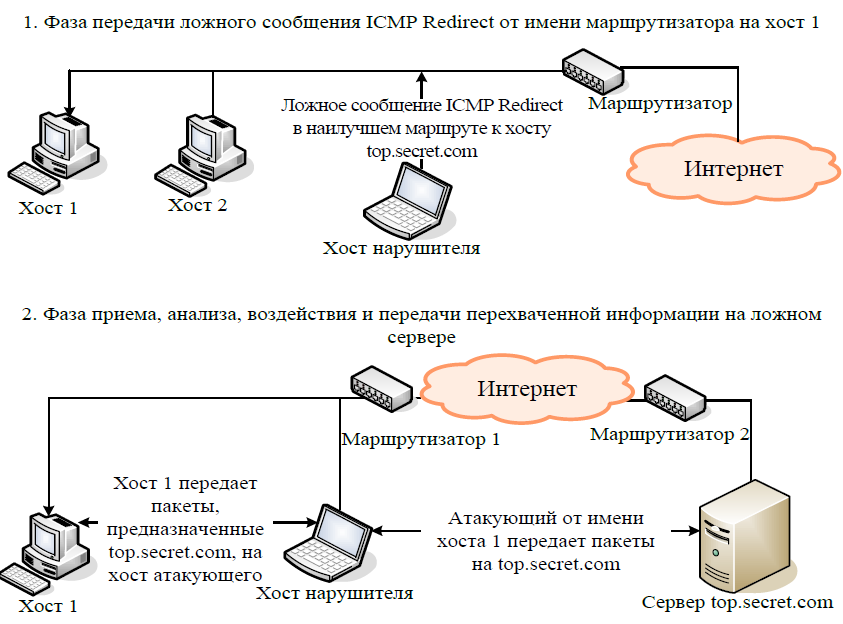 1. Фаза передачи ложного сообщения ICMP Redirect от имени маршрутизатора на хост 1
Ложное сообщение ICMP Redirect
в наилучшем маршруте к хосту
top.secret.com
Маршрутизатор
Интернет
Хост 1
Хост 2
Хост нарушителя
2. Фаза приема, анализа, воздействия и передачи перехваченной информации на ложном
сервере
Интернет
Маршрутизатор 1
Маршрутизатор 2
Хост 1 передает
пакеты,
предназначенные
top.secret.com, на
хост атакующего
Атакующий от имени
хоста 1 передает пакеты
на top.secret.com
Хост 1
Хост нарушителя
Сервер top.secret.com